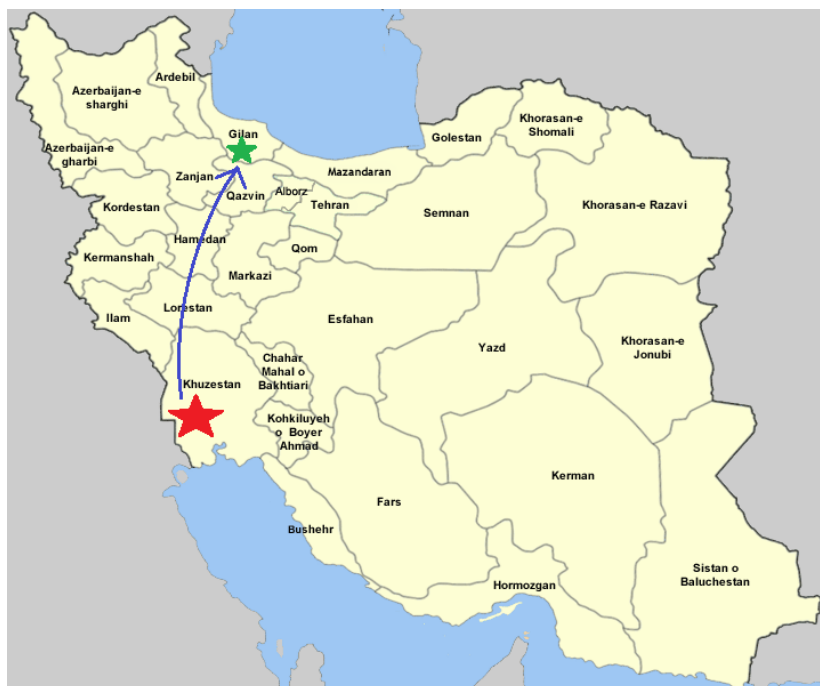 Ardebil
Azerbaijan-e
sharghi
Gilan
Azerbaijan-e
gharbi
Zanjan
Qazvin
Alborz
Mazandaran
Golestan
Khorasan-e
Shomali
Tehran
Kordestan
Semnan
Khorasan-e Razavi
Hamedan
Qom
Kermanshah
Markazi
Lorestan
Ilam
Esfahan
Yazd
Khorasan-e
Jonubi
Chahar
Mahal o
Bakhtiari
Khuzestan
Kohkiluyeh
o Boyer
Ahmad
Fars
Kerman
Bushehr
Hormozgan
Sistan o
Baluchestan